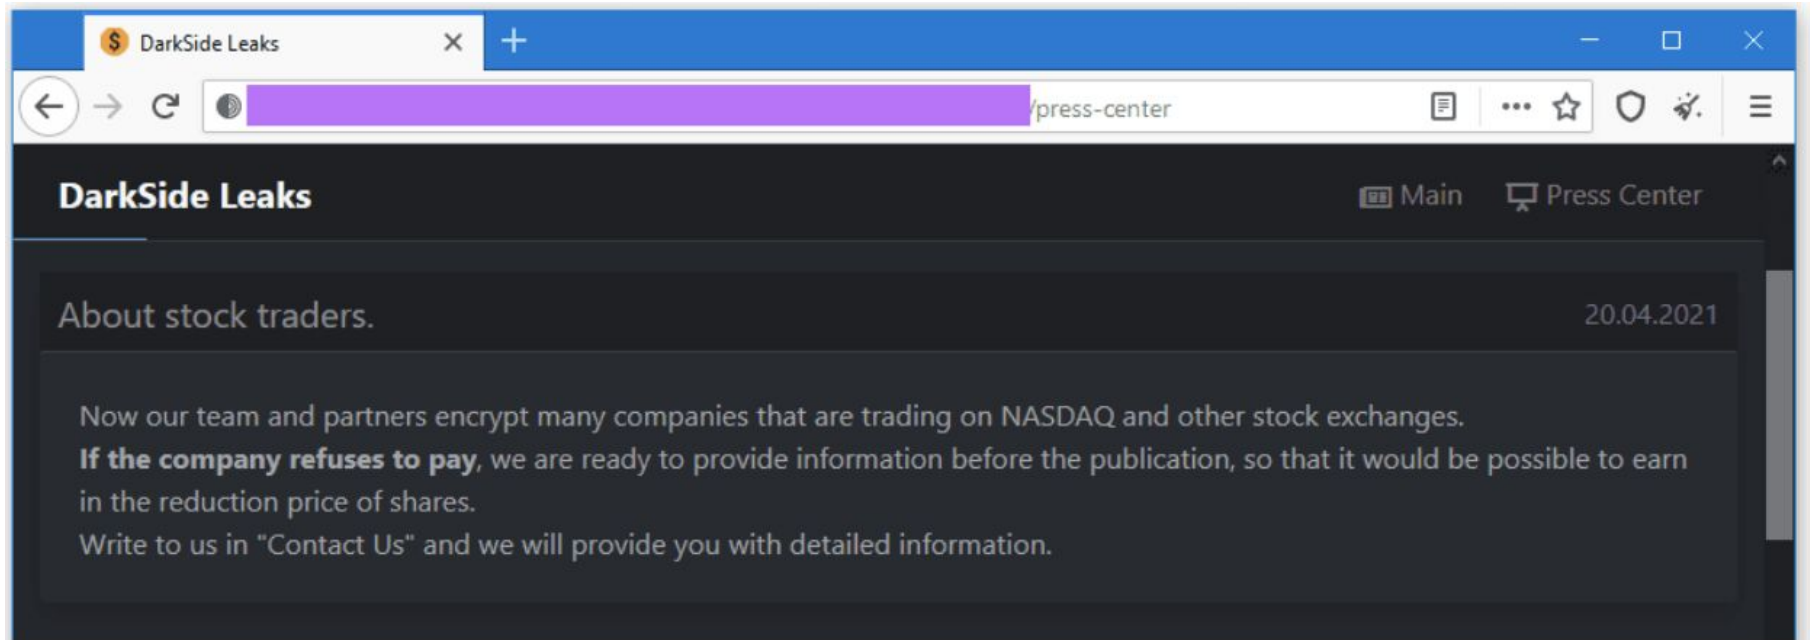 DarkSide Leaks
/press-center
DarkSide Leaks
Main
Press Center
About stock traders.
20.04.2021
Now our team and partners encrypt many companies that are trading on NASDAQ and other stock exchanges.
If the company refuses to pay, we are ready to provide information before the publication, so that it would be possible to earn
in the reduction price of shares.
Write to us in "Contact Us" and we will provide you with detailed information.